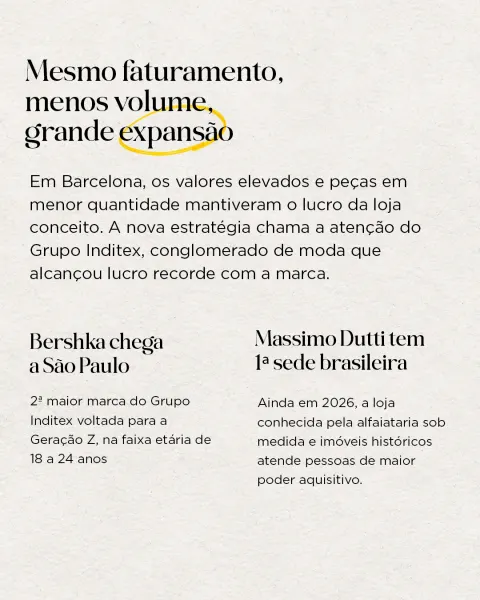 Mesmo faturamento,
menos volume,
grande expansão
Em Barcelona, os valores elevados e peças em
menor quantidade mantiveram o lucro da loja
conceito. A nova estratégia chama a atenção do
Grupo Inditex, conglomerado de moda que
alcançou lucro recorde com a marca.
Bershka chega
a São Paulo
2ª maior marca do Grupo
Inditex voltada para a
Geração Z, na faixa etária de
18 a 24 anos
Massimo Dutti tem
1ª sede brasileira
Ainda em 2026, a loja
conhecida pela alfaiataria sob
medida e imóveis históricos
atende pessoas de maior
poder aquisitivo.